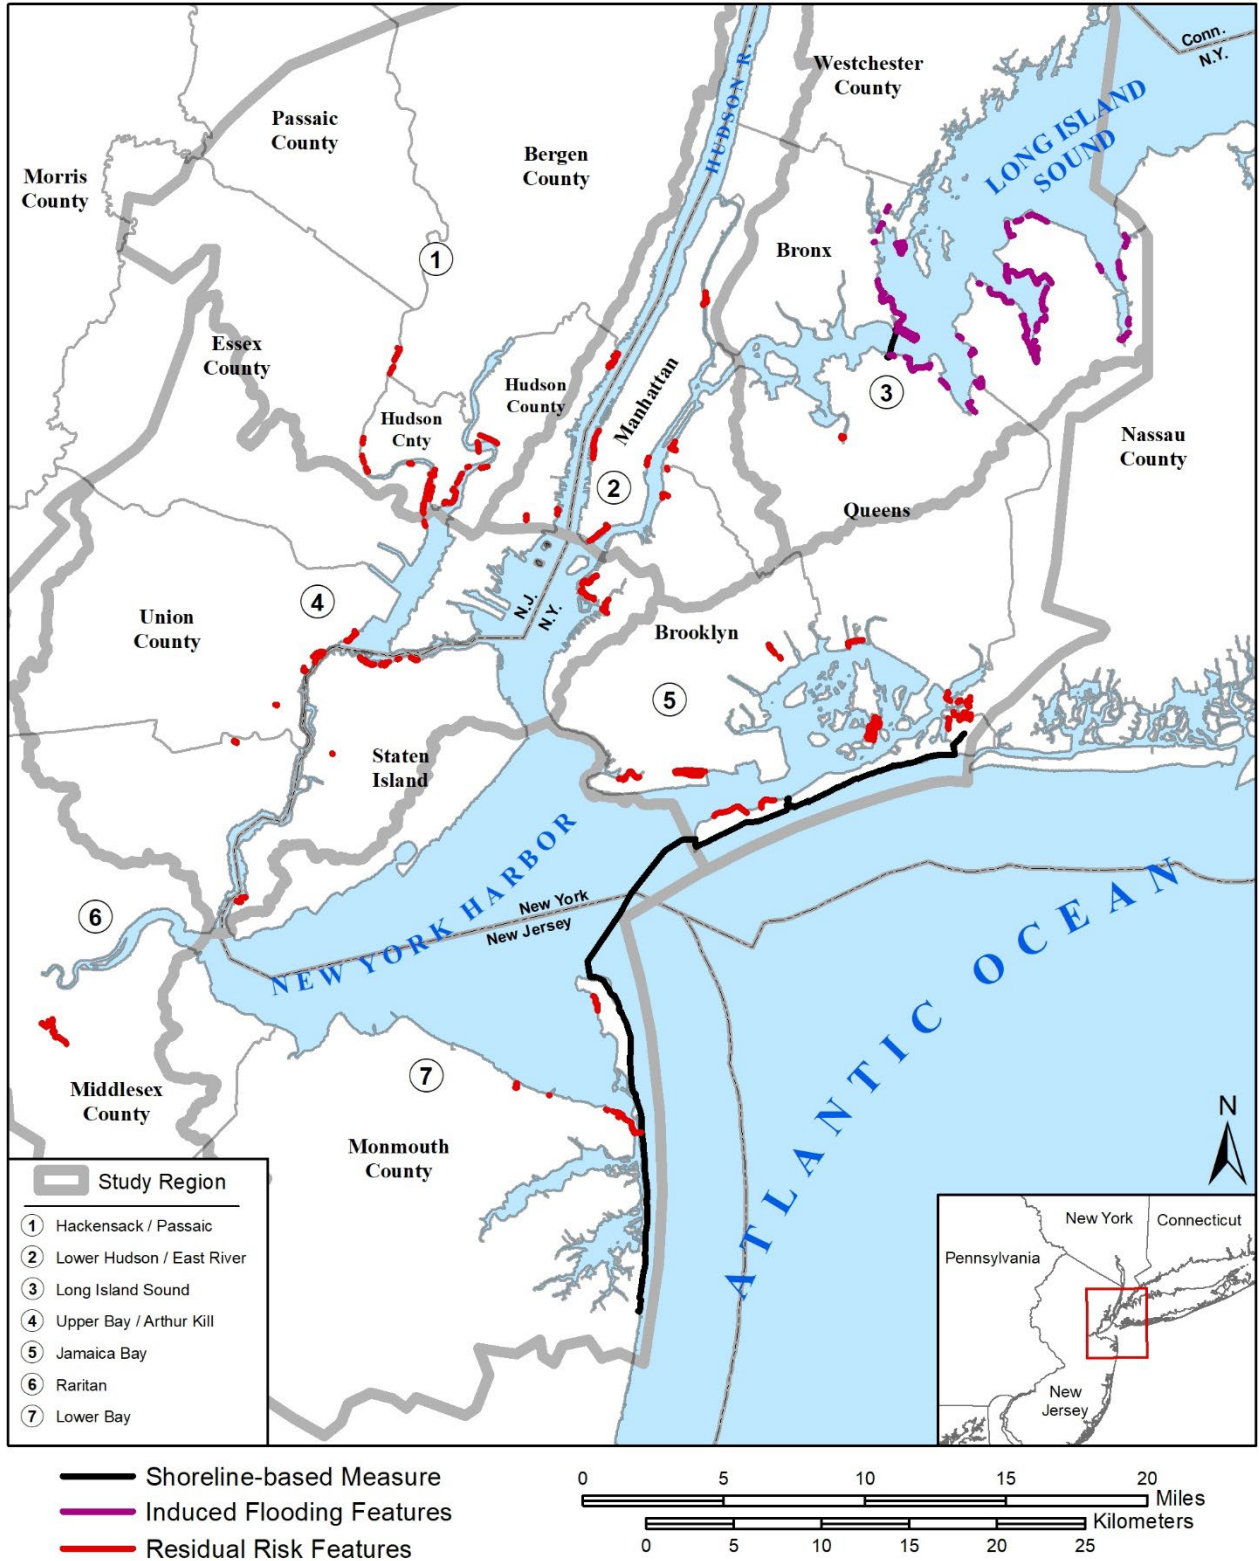 Conn.
N.Y.
Westchester
County
HUDSON R.
LONG ISLAND
SOUND
Passaic
County
Bergen
County
Morris
County
Bronx
1
Essex
County
Hudson
County
Manhattan
3
Hudson
Cnty
Nassau
County
2
Queens
4
N.J.
N.Y.
Union
County
Brooklyn
5
Staten
Island
NEW YORK HARBOR
New York
New Jersey
6
ATLANTIC OCEAN
7
Middlesex
County
Monmouth
County
N
Study Region
1 Hackensack / Passaic
2 Lower Hudson / East River
3 Long Island Sound
4 Upper Bay / Arthur Kill
5 Jamaica Bay
6 Raritan
7 Lower Bay
New York
Connecticut
Pennsylvania
New
Jersey
Shoreline-based Measure
Induced Flooding Features
Residual Risk Features
0 5 10 15 20
Miles
Kilometers
0 5 10 15 20 25